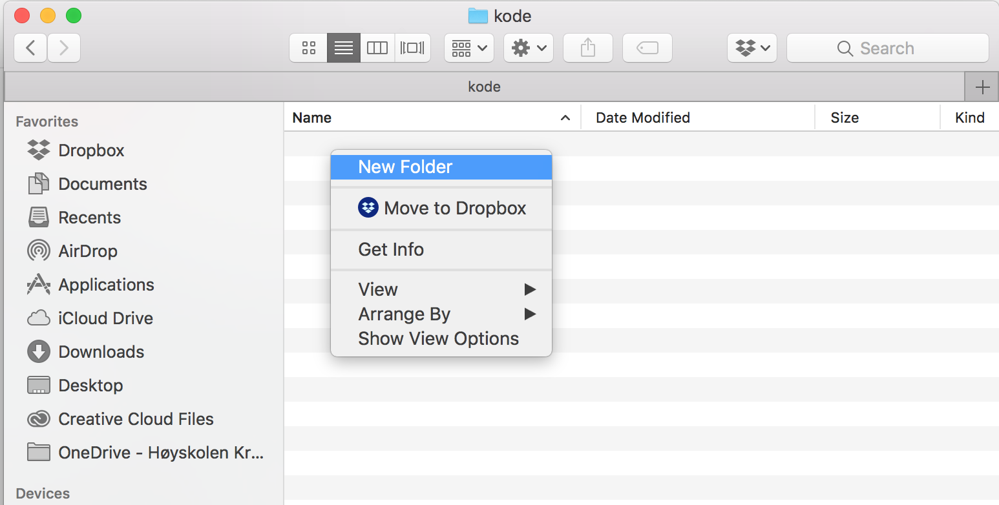 kode
Search
kode
Favorites
Dropbox
Documents
Recents
AirDrop
Applications
iCloud Drive
Downloads
Desktop
Creative Cloud Files
OneDrive - Høyskolen Kr...
Devices
Name Date Modified Size Kind
New Folder
Move to Dropbox
Get Info
View
Arrange By
Show View Options